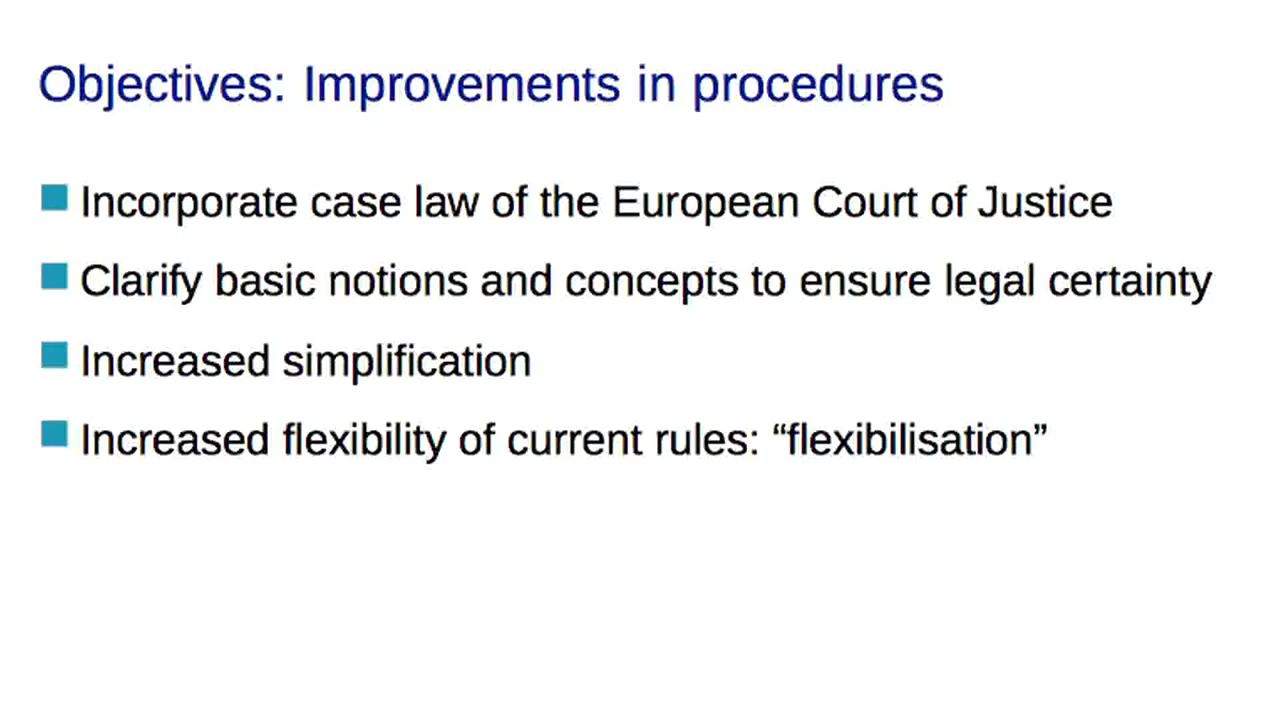 Objectives: Improvements in procedures
Incorporate case law of the European Court of Justice
Clarify basic notions and concepts to ensure legal certainty
Increased simplification
Increased flexibility of current rules: “flexibilisation”